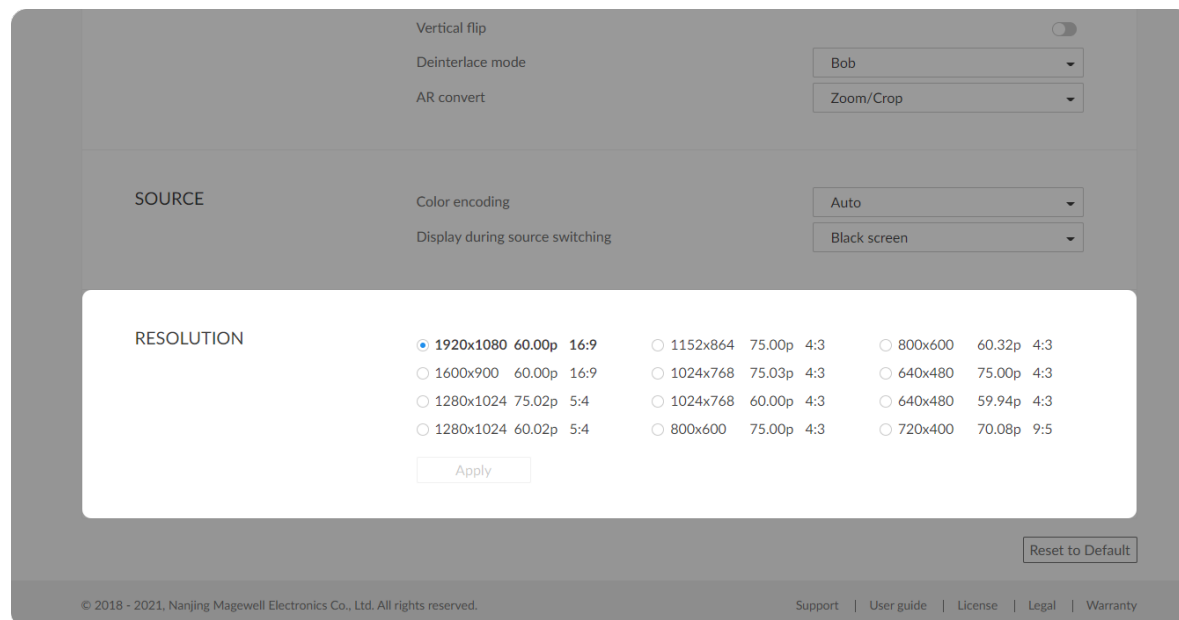 Vertical flip
Deinterlace mode Bob
AR convert Zoom/Crop
SOURCE Color encoding Auto
Display during source switching Black screen
RESOLUTION 1920x1080 60.00p 16:9 1152x864 75.00p 4:3 800x600 60.32p 4:3
1600x900 60.00p 16:9 1024x768 75.03p 4:3 640x480 75.00p 4:3
1280x1024 75.02p 5:4 1024x768 60.00p 4:3 640x480 59.94p 4:3
1280x1024 60.02p 5:4 800x600 75.00p 4:3 720x400 70.08p 9:5
Apply
Reset to Default
© 2018 - 2021, Nanjing Magewell Electronics Co., Ltd. All rights reserved. Support | User guide | License | Legal | Warranty